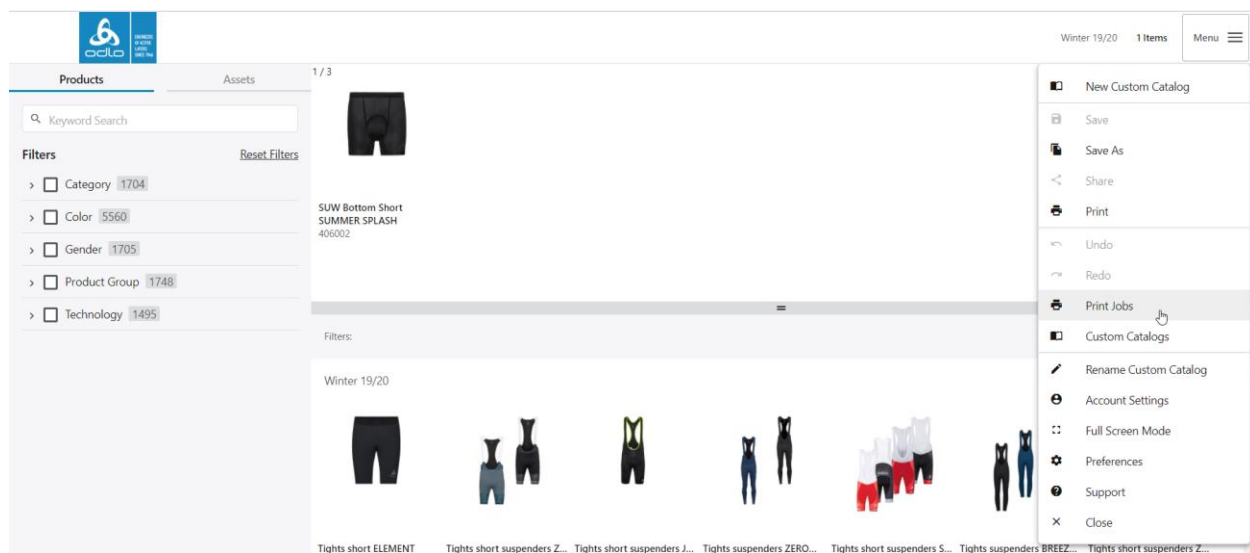 odlo
Winter 19/20 1 Items Menu
Products Assets
Keyword Search
Filters Reset Filters
Category 1704
Color 5560
Gender 1705
Product Group 1748
Technology 1495
1 / 3
SUW Bottom Short
SUMMER SPLASH
406002
Filters:
Winter 19/20
Tights short ELEMENT Tights short suspenders Z... Tights short suspenders J... Tights suspenders ZERO... Tights short suspenders S... Tights suspenders BREEZ... Tights short suspenders Z...
New Custom Catalog
Save
Save As
Share
Print
Undo
Redo
Print Jobs
Custom Catalogs
Rename Custom Catalog
Account Settings
Full Screen Mode
Preferences
Support
Close